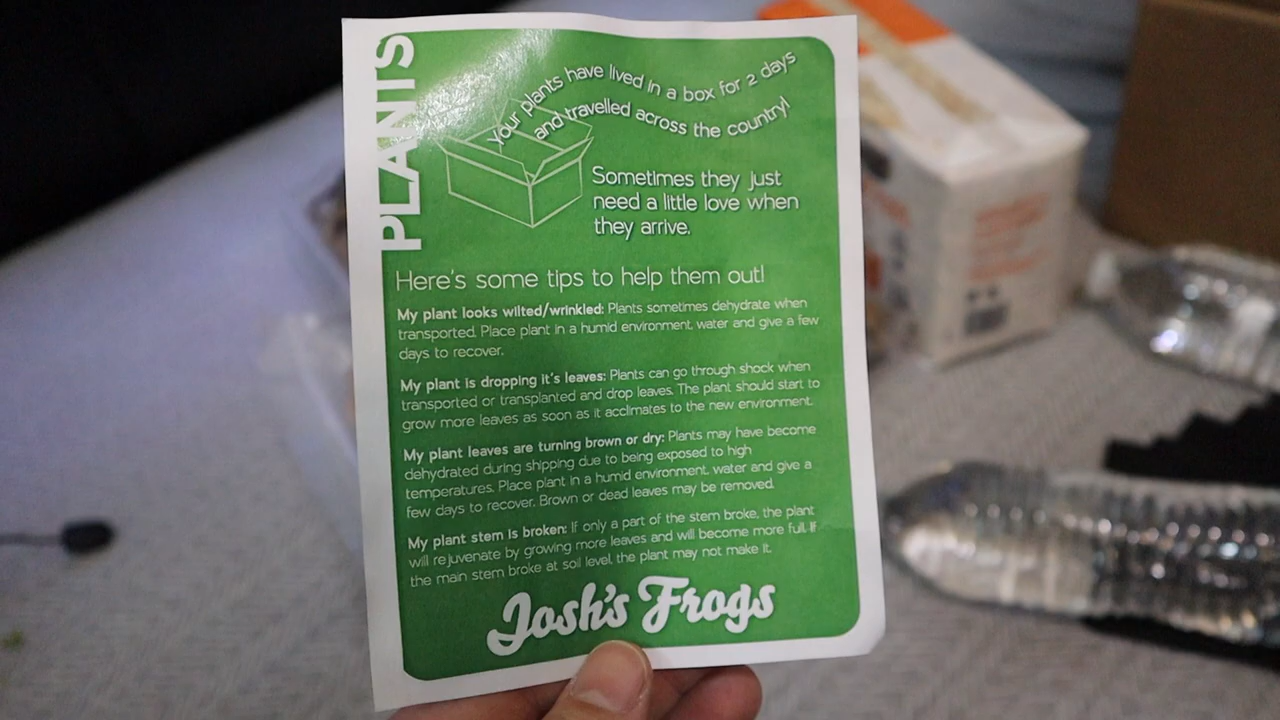 PLANTS
Your plants have lived in a box for 2 days
and travelled across the country!
Sometimes they just
need a little love when
they arrive.
Here's some tips to help them out!
My plant looks wilted/wrinkled: Plants sometimes dehydrate when
transported. Place plant in a humid environment, water and give a few
days to recover.
My plant is dropping it's leaves: Plants can go through shock when
transported or transplanted and drop leaves. The plant should start to
grow more leaves as soon as it acclimates to the new environment.
My plant leaves are turning brown or dry: Plants may have become
dehydrated during shipping due to being exposed to high
temperatures. Place plant in a humid environment, water and give a
few days to recover. Brown or dead leaves may be removed.
My plant stem is broken: If only a part of the stem broke, the plant
will rejuvenate by growing more leaves and will become more full. If
the main stem broke at soil level, the plant may not make it.
Josh's Frogs